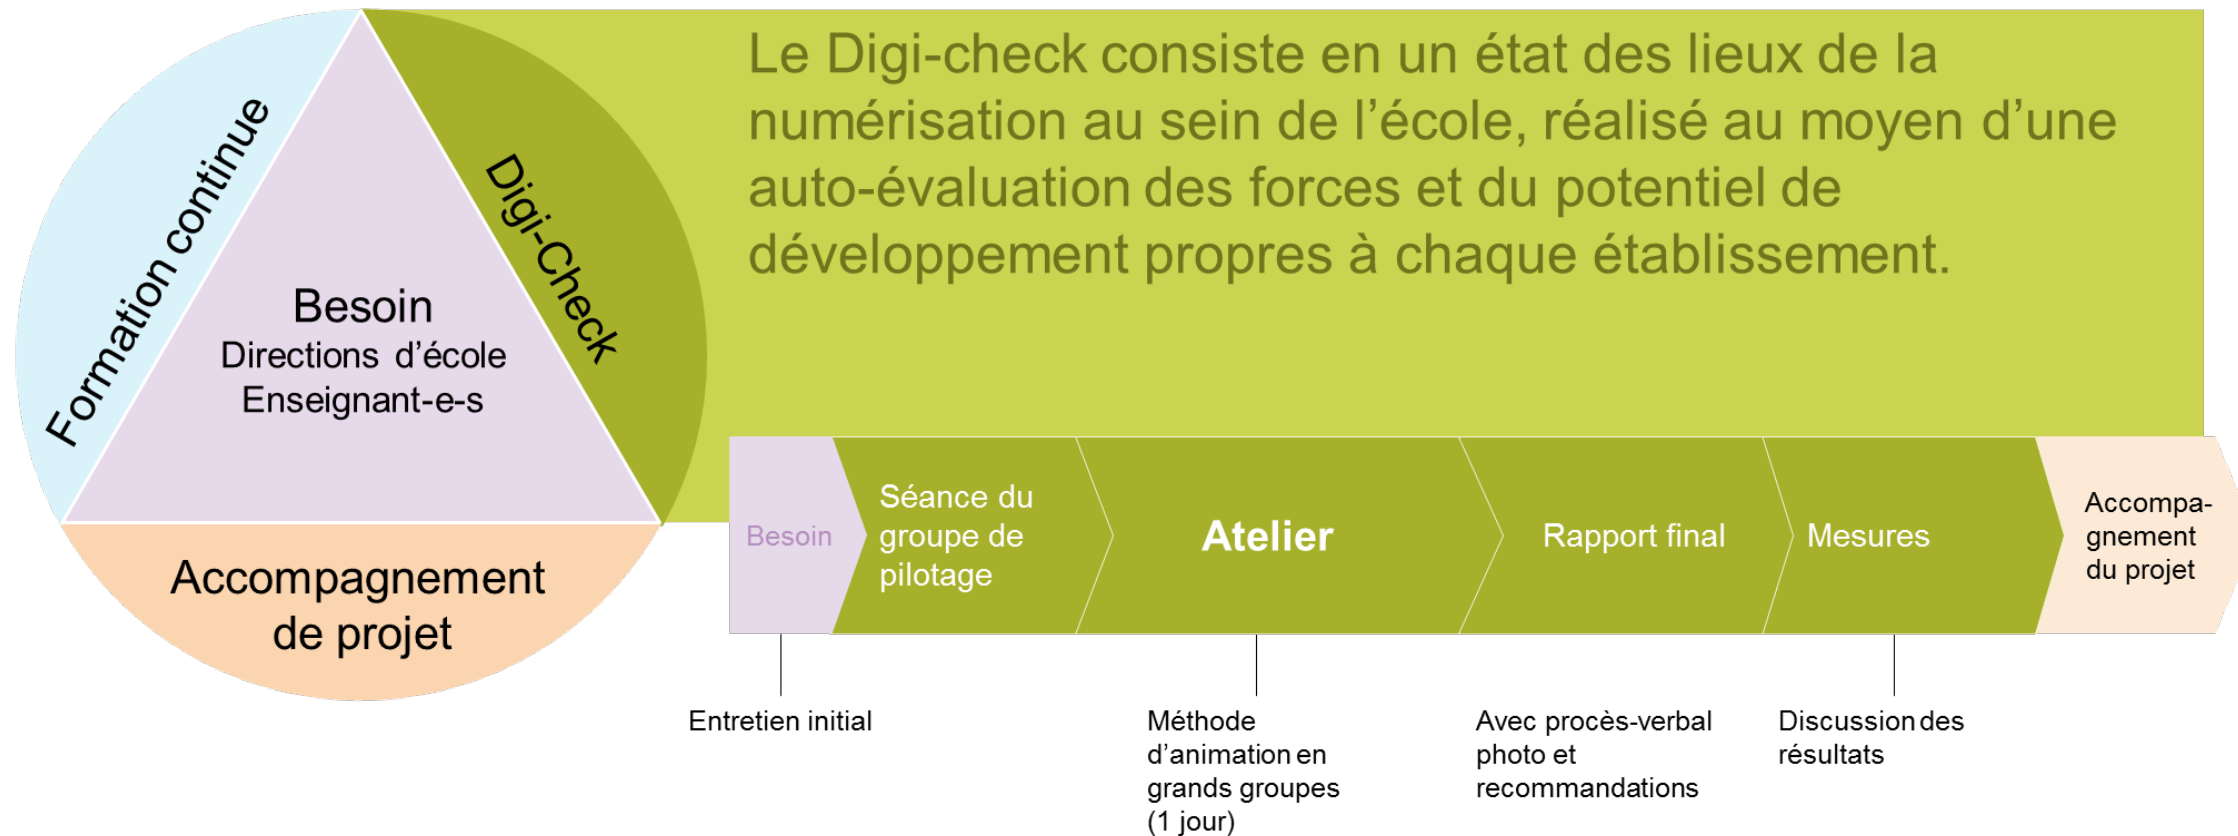 Le Digi-check consiste en un état des lieux de la
numérisation au sein de l’école, réalisé au moyen d’une
auto-évaluation des forces et du potentiel de
développement propres à chaque établissement.
Formation continue
Digi-Check
Besoin
Directions d’école
Enseignant-e-s
Accompagnement
de projet
Besoin
Séance du
groupe de
pilotage
Atelier
Rapport final
Mesures
Accompa-
gnement
du projet
Entretien initial
Méthode
d’animation en
grands groupes
(1 jour)
Avec procès-verbal
photo et
recommandations
Discussion des
résultats